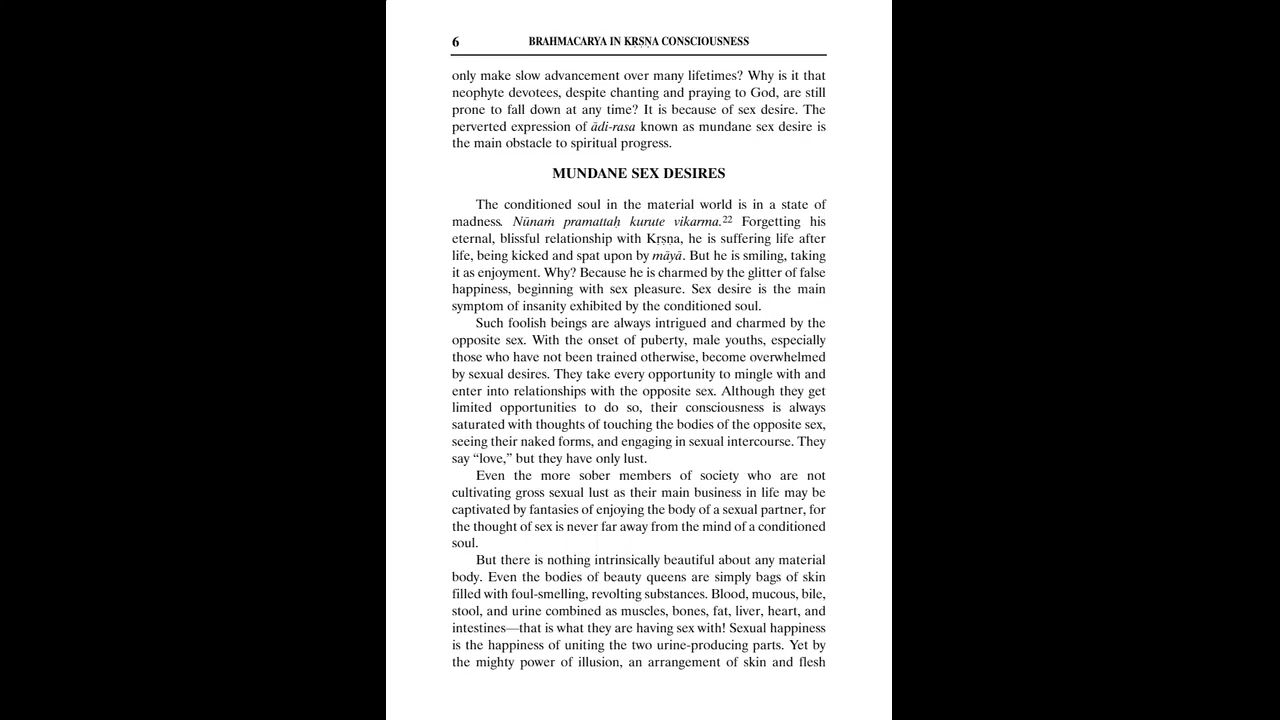 6 BRAHMACARYA IN KṚṢṆA CONSCIOUSNESS
only make slow advancement over many lifetimes? Why is it that
neophyte devotees, despite chanting and praying to God, are still
prone to fall down at any time? It is because of sex desire. The
perverted expression of ādi-rasa known as mundane sex desire is
the main obstacle to spiritual progress.
MUNDANE SEX DESIRES
The conditioned soul in the material world is in a state of
madness. Nūnaṁ pramattaḥ kurute vikarma.22 Forgetting his
eternal, blissful relationship with Kṛṣṇa, he is suffering life after
life, being kicked and spat upon by māyā. But he is smiling, taking
it as enjoyment. Why? Because he is charmed by the glitter of false
happiness, beginning with sex pleasure. Sex desire is the main
symptom of insanity exhibited by the conditioned soul.
Such foolish beings are always intrigued and charmed by the
opposite sex. With the onset of puberty, male youths, especially
those who have not been trained otherwise, become overwhelmed
by sexual desires. They take every opportunity to mingle with and
enter into relationships with the opposite sex. Although they get
limited opportunities to do so, their consciousness is always
saturated with thoughts of touching the bodies of the opposite sex,
seeing their naked forms, and engaging in sexual intercourse. They
say “love,” but they have only lust.
Even the more sober members of society who are not
cultivating gross sexual lust as their main business in life may be
captivated by fantasies of enjoying the body of a sexual partner, for
the thought of sex is never far away from the mind of a conditioned
soul.
But there is nothing intrinsically beautiful about any material
body. Even the bodies of beauty queens are simply bags of skin
filled with foul-smelling, revolting substances. Blood, mucous, bile,
stool, and urine combined as muscles, bones, fat, liver, heart, and
intestines—that is what they are having sex with! Sexual happiness
is the happiness of uniting the two urine-producing parts. Yet by
the mighty power of illusion, an arrangement of skin and flesh